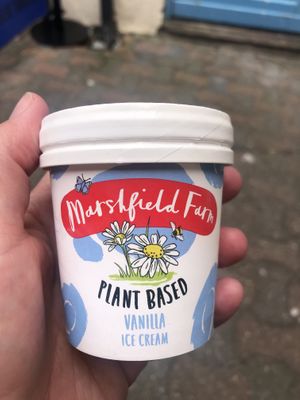 Marshfield Farm
PLANT BASED
VANILLA
ICE CREAM